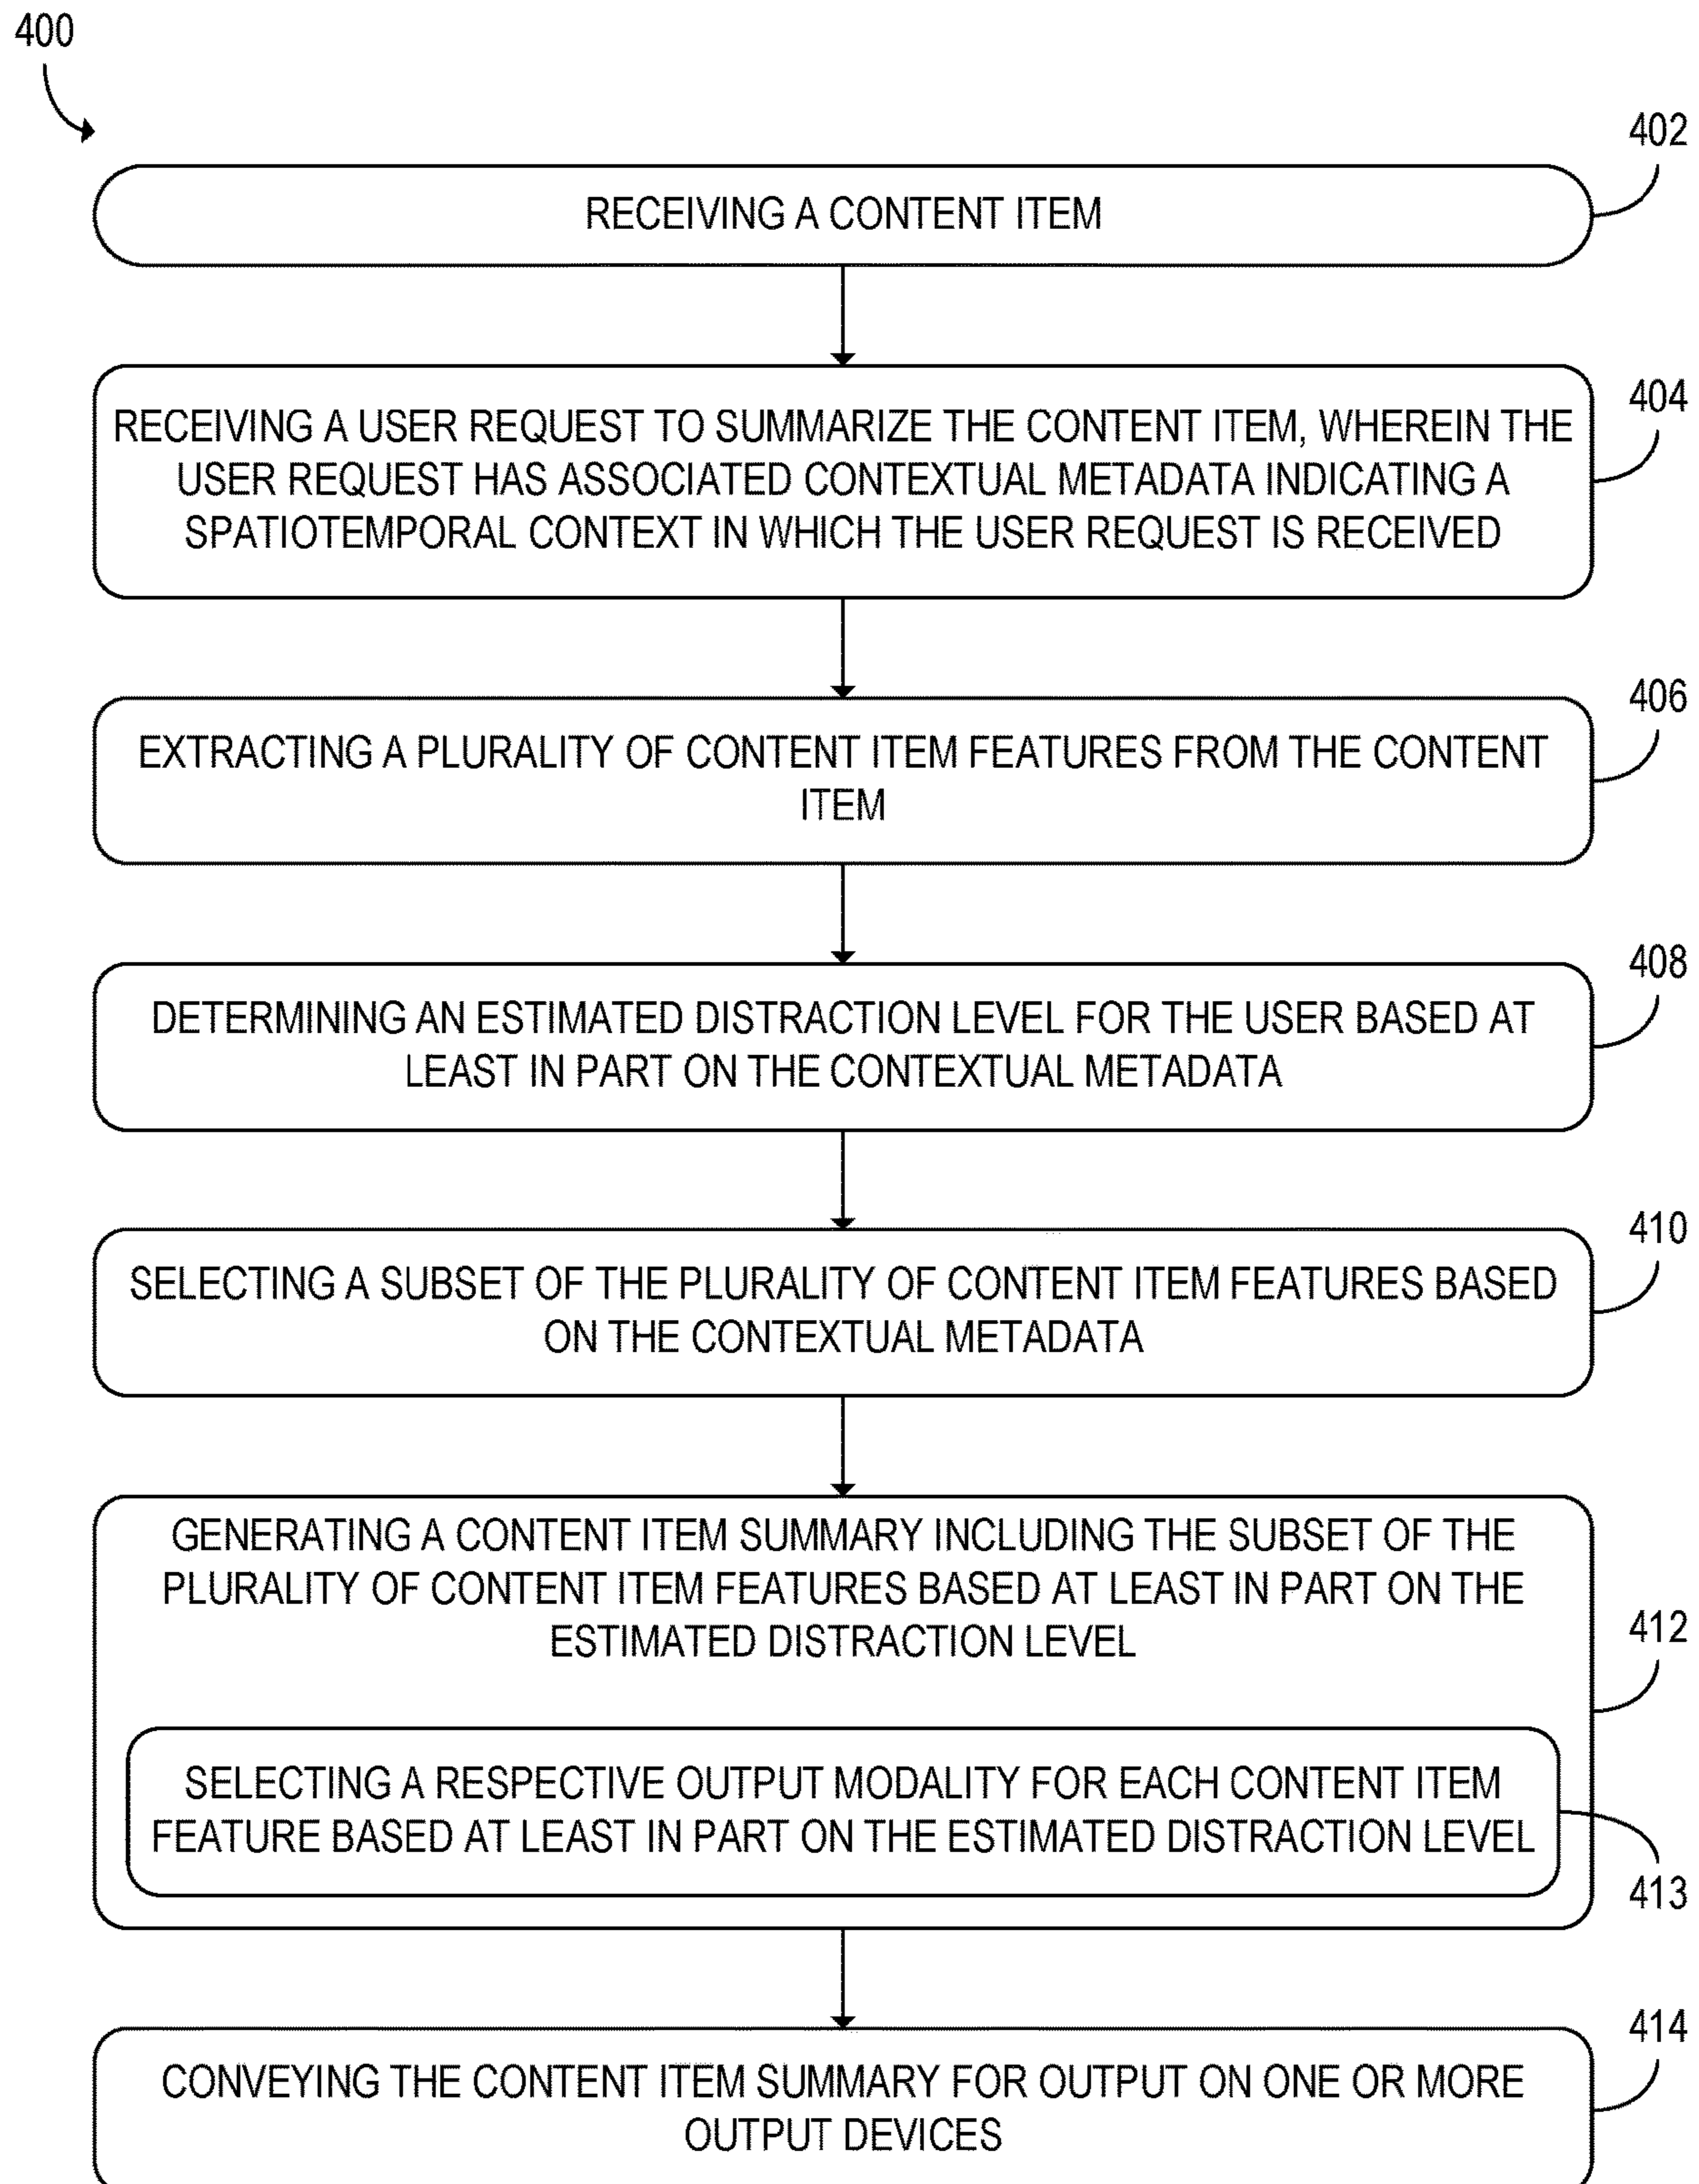 400
402
RECEIVING A CONTENT ITEM
404
RECEIVING A USER REQUEST TO SUMMARIZE THE CONTENT ITEM, WHEREIN THE
USER REQUEST HAS ASSOCIATED CONTEXTUAL METADATA INDICATING A
SPATIOTEMPORAL CONTEXT IN WHICH THE USER REQUEST IS RECEIVED
406
EXTRACTING A PLURALITY OF CONTENT ITEM FEATURES FROM THE CONTENT
ITEM
408
DETERMINING AN ESTIMATED DISTRACTION LEVEL FOR THE USER BASED AT
LEAST IN PART ON THE CONTEXTUAL METADATA
410
SELECTING A SUBSET OF THE PLURALITY OF CONTENT ITEM FEATURES BASED
ON THE CONTEXTUAL METADATA
GENERATING A CONTENT ITEM SUMMARY INCLUDING THE SUBSET OF THE
PLURALITY OF CONTENT ITEM FEATURES BASED AT LEAST IN PART ON THE
ESTIMATED DISTRACTION LEVEL
412
SELECTING A RESPECTIVE OUTPUT MODALITY FOR EACH CONTENT ITEM
FEATURE BASED AT LEAST IN PART ON THE ESTIMATED DISTRACTION LEVEL
413
414
CONVEYING THE CONTENT ITEM SUMMARY FOR OUTPUT ON ONE OR MORE
OUTPUT DEVICES